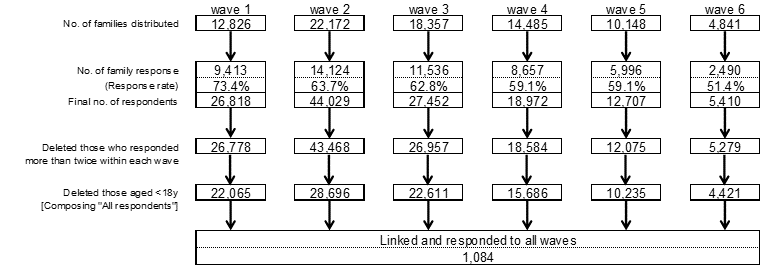 wave 1 wave 2 wave 3 wave 4 wave 5 wave 6
No. of families distributed 12,826 22,172 18,357 14,485 10,148 4,841
No. of family response 9,413 14,124 11,536 8,657 5,996 2,490
(Response rate) 73.4% 63.7% 62.8% 59.1% 59.1% 51.4%
Final no. of respondents 26,818 44,029 27,452 18,972 12,707 5,410
Deleted those who responded 26,778 43,468 26,957 18,584 12,075 5,279
more than twice within each wave
Deleted those aged <18y 22,065 28,696 22,611 15,686 10,235 4,421
[Composing "All respondents"]
Linked and responded to all waves
1,084